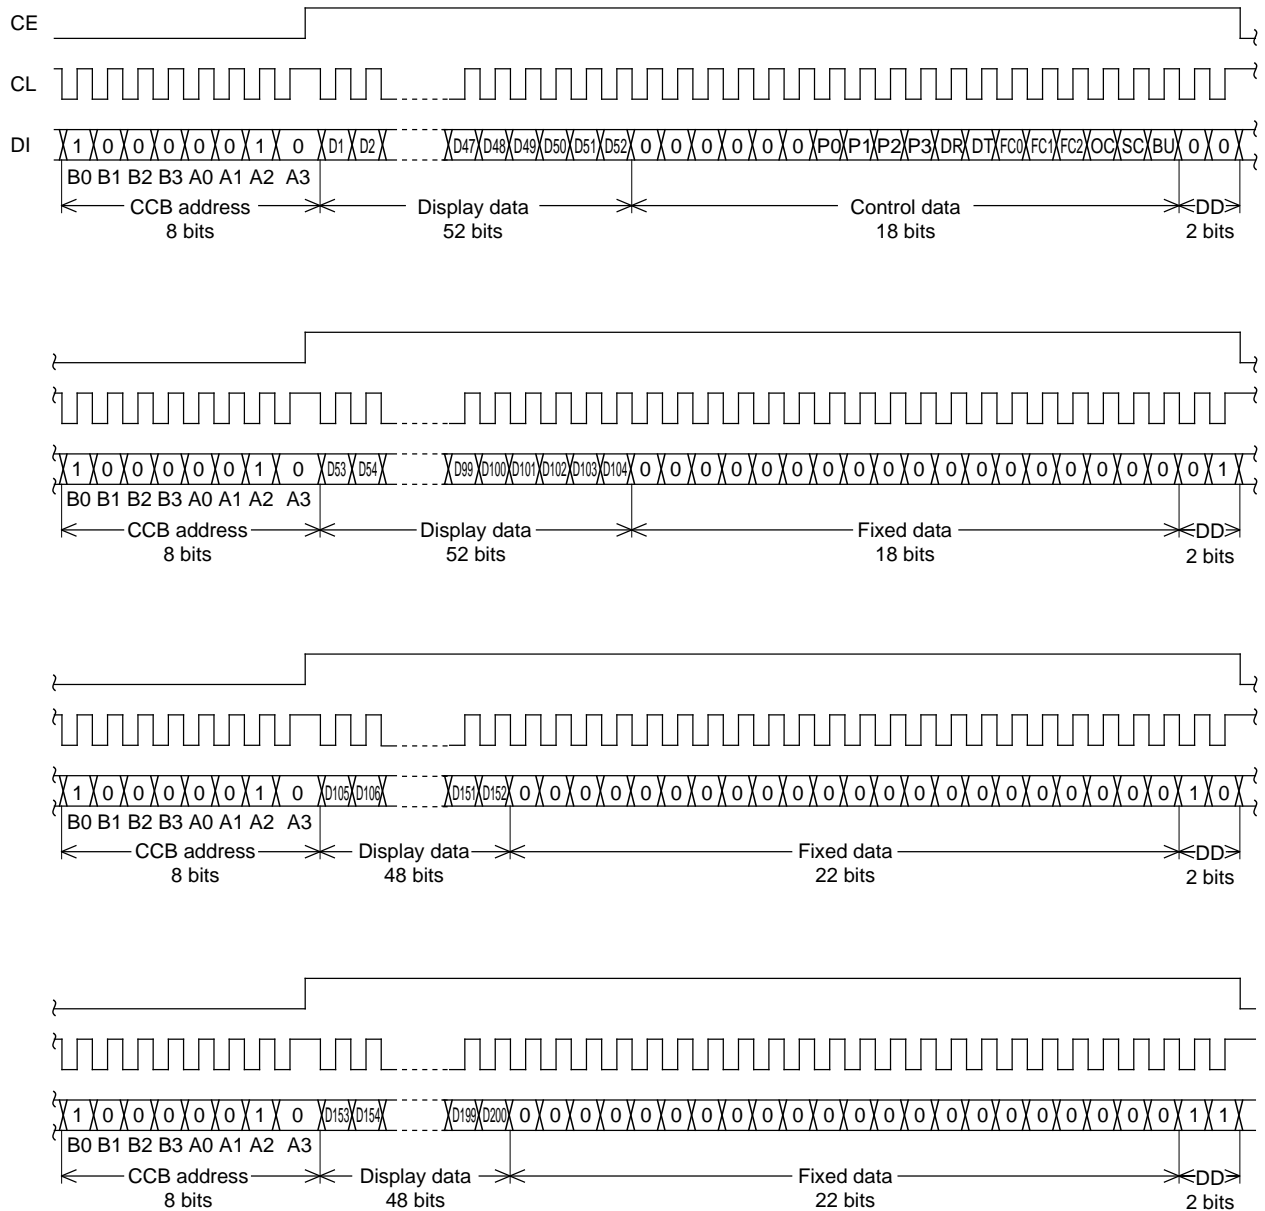 CE
CL
DI 1 0 0 0 0 0 1 0 D1 D2 D47 D48 D49 D50 D51 D52 0 0 0 0 0 0 P0 P1 P2 P3 DR DT FC0 FC1 FC2 OC SC BU 0 0
B0 B1 B2 B3 A0 A1 A2 A3
CCB address Display data Control data DD
8 bits 52 bits 18 bits 2 bits
1 0 0 0 0 0 1 0 D53 D54 D99 D100 D101 D102 D103 D104 0 0 0 0 0 0 0 0 0 0 0 0 0 0 0 0 0 0 0 1
B0 B1 B2 B3 A0 A1 A2 A3
CCB address Display data Fixed data DD
8 bits 52 bits 18 bits 2 bits
1 0 0 0 0 0 1 0 D105 D106 D151 D152 0 0 0 0 0 0 0 0 0 0 0 0 0 0 0 0 0 0 0 0 0 0 1 0
B0 B1 B2 B3 A0 A1 A2 A3
CCB address Display data Fixed data DD
8 bits 48 bits 22 bits 2 bits
1 0 0 0 0 0 1 0 D153 D154 D199 D200 0 0 0 0 0 0 0 0 0 0 0 0 0 0 0 0 0 0 0 0 0 0 1 1
B0 B1 B2 B3 A0 A1 A2 A3
CCB address Display data Fixed data DD
8 bits 48 bits 22 bits 2 bits